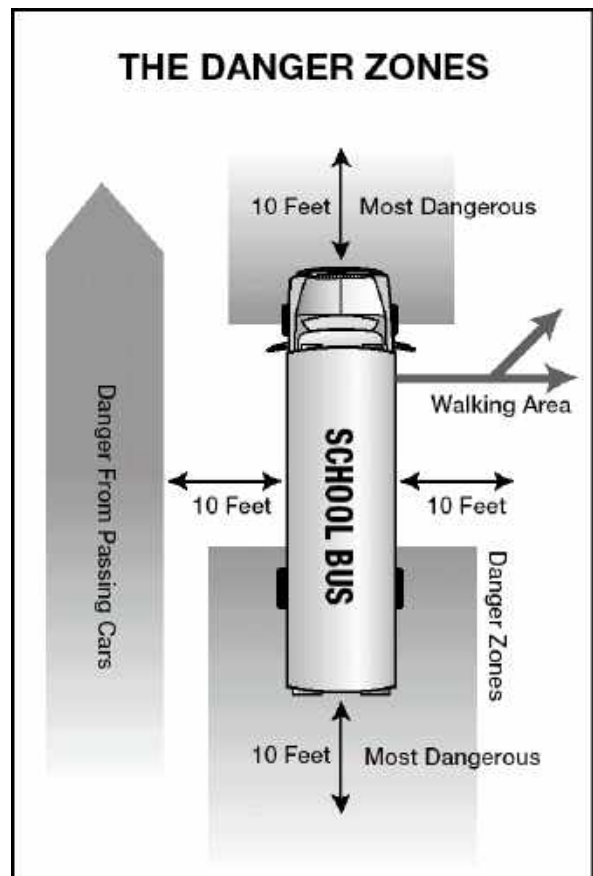 THE DANGER ZONES
10 Feet
Most Dangerous
Walking Area
Danger From Passing Cars
SCHOOL BUS
10 Feet
10 Feet
Danger Zones
10 Feet
Most Dangerous